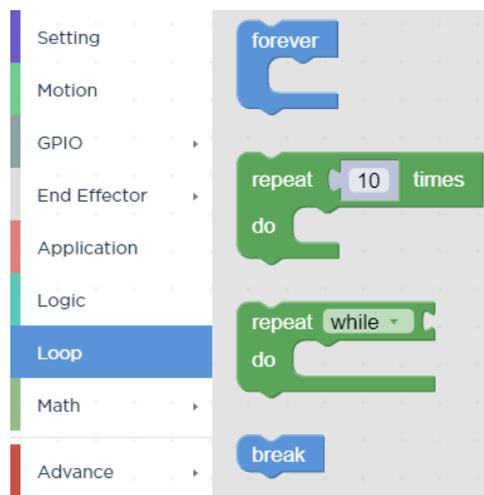 Setting
Motion
GPIO
End Effector
Application
Logic
Loop
Math
Advance
forever
repeat 10 times
do
repeat while
do
break